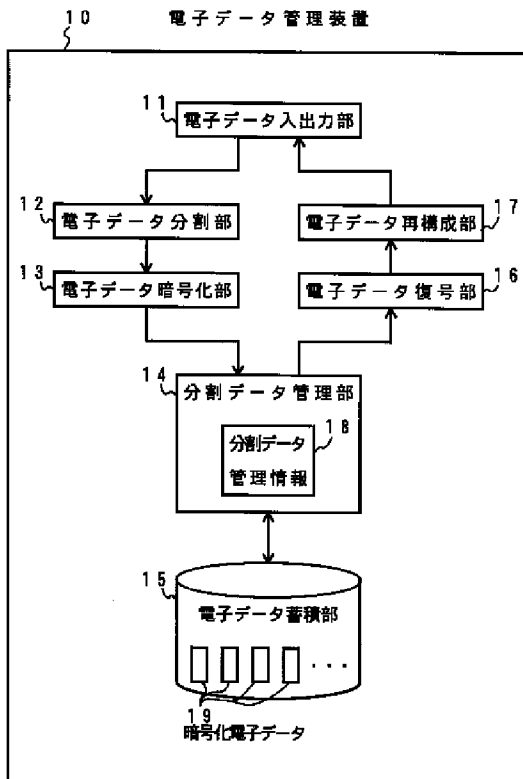 10 電子データ管理装置
11
電子データ入出力部
12
電子データ分割部
17
電子データ再構成部
13
電子データ暗号化部
16
電子データ復号部
14
分割データ管理部
18
分割データ
管理情報
15
電子データ蓄積部
...
19
暗号化電子データ